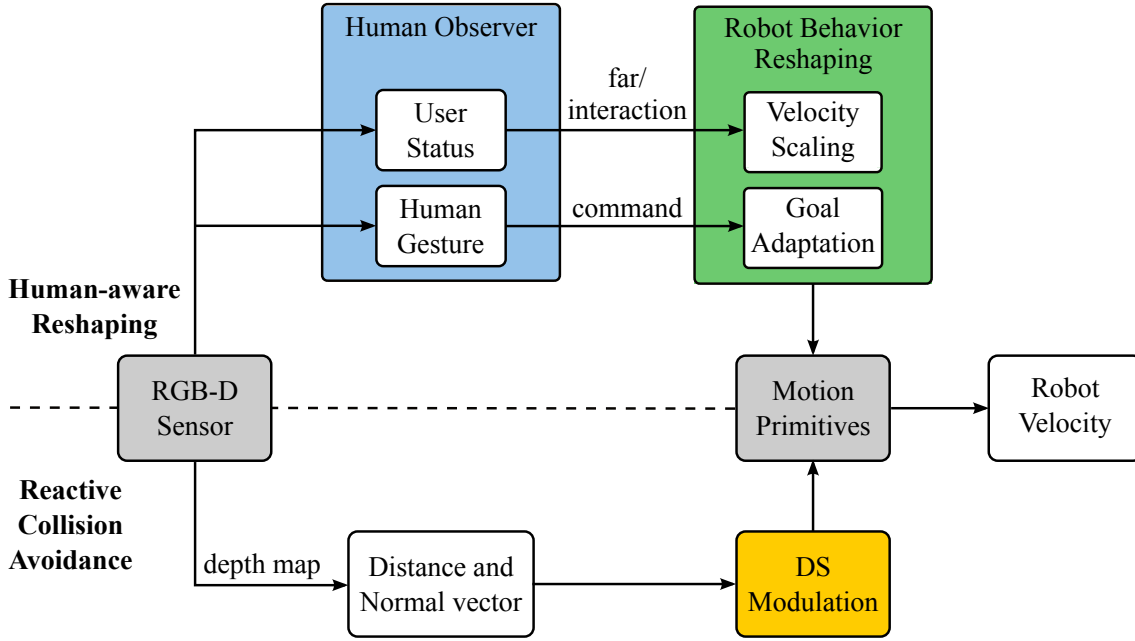 Human Observer
Robot Behavior
Reshaping
User
Status
far/
interaction
Velocity
Scaling
Human
Gesture
command
Goal
Adaptation
Human-aware
Reshaping
RGB-D
Sensor
Motion
Primitives
Robot
Velocity
Reactive
Collision
Avoidance
depth map
Distance and
Normal vector
DS
Modulation